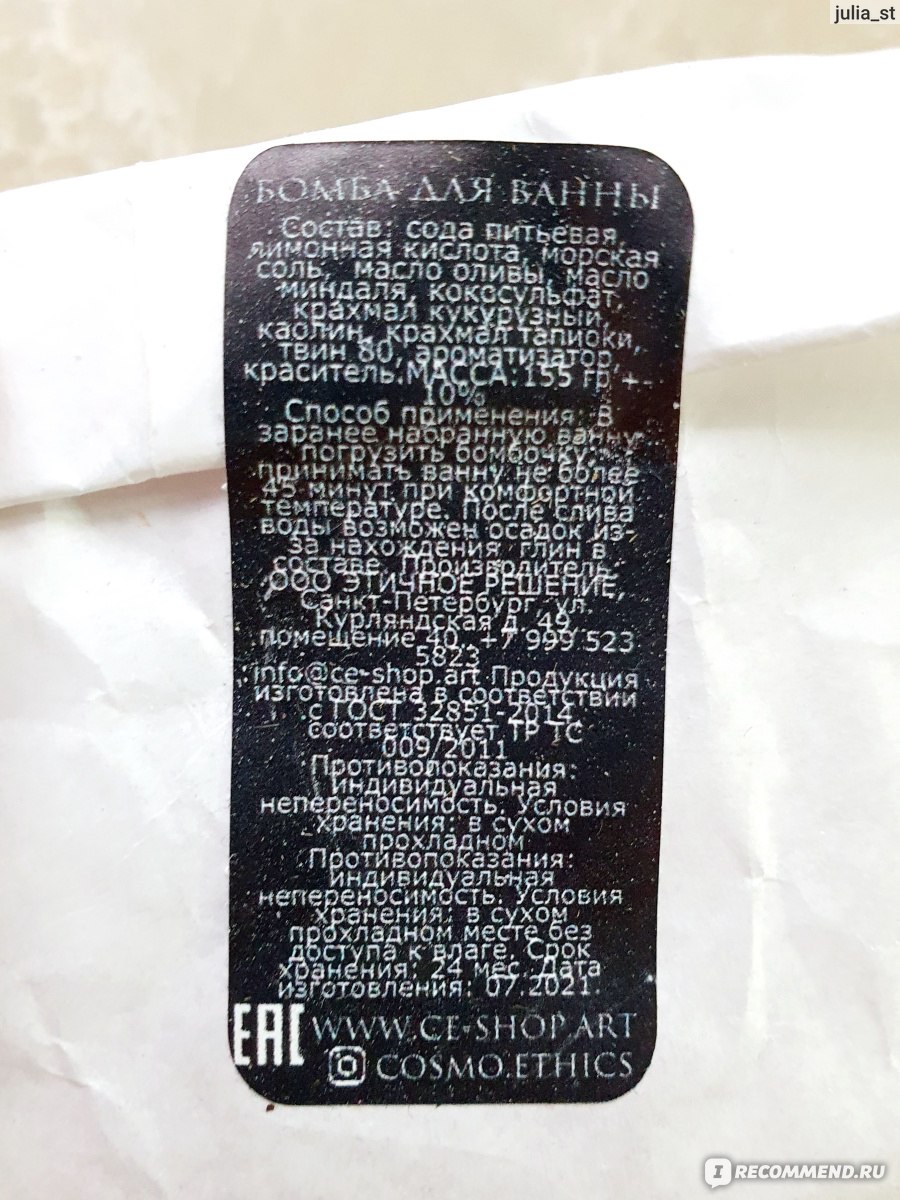 julia_st
БОМБА ДЛЯ ВАННЫ
Состав: сода питьевая,
лимонная кислота, морская
соль, масло оливы, масло
миндаля, кокосульфат,
крахмал кукурузный,
каолин, крахмал тапиоки,
твин 80, ароматизатор,
краситель.МАССА:155 гр +-
10%
Способ применения: В
заранее набранную ванну
погрузить бомбочку,
принимать ванну не более
45 минут при комфортной
температуре. После слива
воды возможен осадок из-
за нахождения глин в
составе. Производитель:
ООО ЭТИЧНОЕ РЕШЕНИЕ,
Санкт-Петербург, ул.
Курляндская д. 49,
помещение 40, +7 999 523
5823
info@ce-shop.art Продукция
изготовлена в соответствии
с ГОСТ 32851-2014,
соответствует ТР ТС
009/2011
Противопоказания:
индивидуальная
непереносимость. Условия
хранения: в сухом
прохладном
Противопоказания:
индивидуальная
непереносимость. Условия
хранения: в сухом
прохладном месте без
доступа к влаге. Срок
хранения: 24 мес. Дата
изготовления: 07.2021.
EAC WWW.CE-SHOP.ART
COSMO.ETHICS
IRECOMMEND.RU